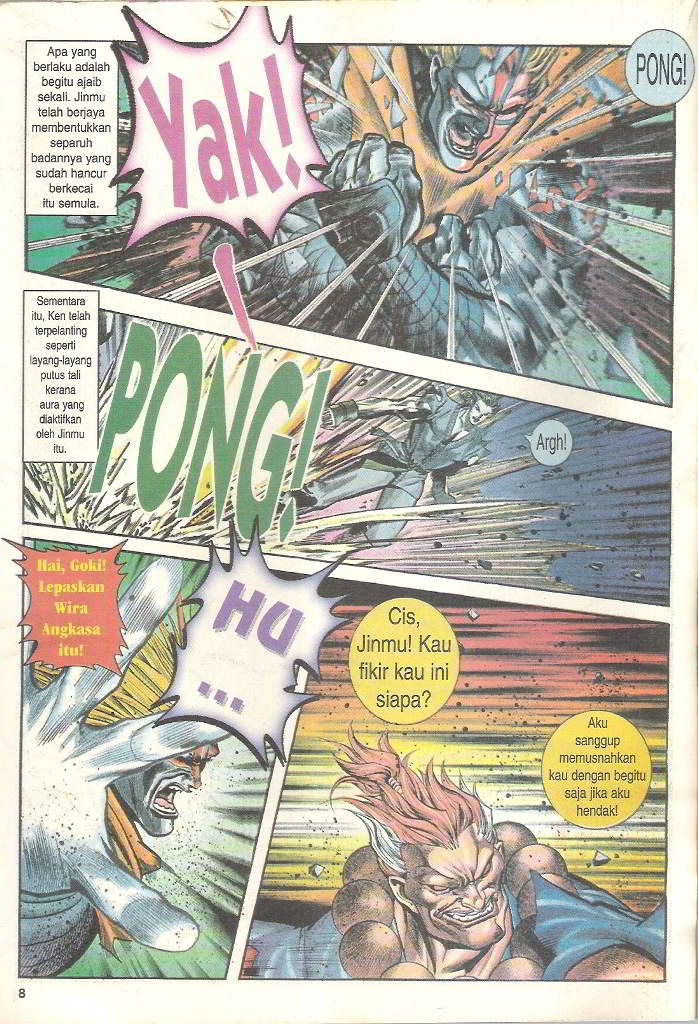 Apa yang
berlaku adalah
begitu ajaib
sekali. Jinmu
telah berjaya
membentukkan
separuh
badannya yang
sudah hancur
berkecai
itu semula.
Yak!
PONG!
Sementara
itu, Ken telah
terpelanting
seperti
layang-layang
putus tali
kerana
aura yang
diaktifkan
oleh Jinmu
itu.
PONG!
Argh!
Hai, Goki!
Lepaskan
Wira
Angkasa
itu!
HU
...
Cis,
Jinmu! Kau
fikir kau ini
siapa?
Aku
sanggup
memusnahkan
kau dengan begitu
saja jika aku
hendak!
8